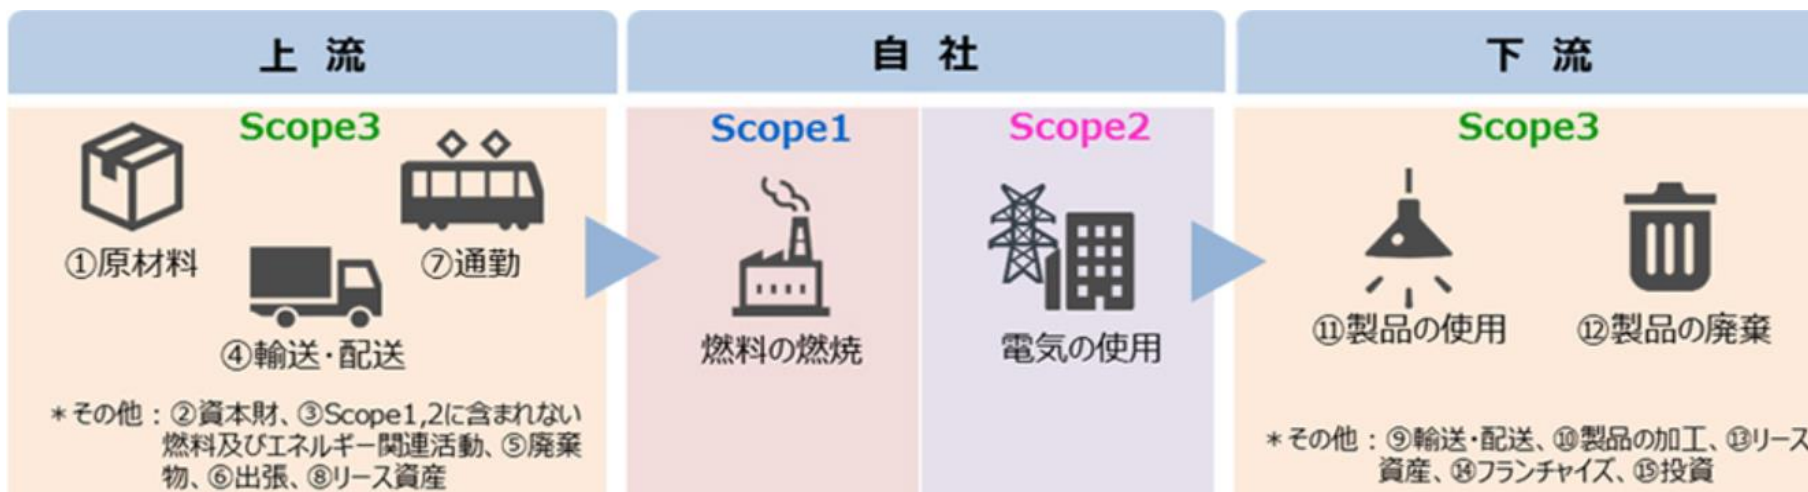 上 流
Scope3
①原材料
⑦通勤
④輸送・配送
＊その他：②資本財、③Scope1,2に含まれない
燃料及びエネルギー関連活動、⑤廃棄
物、⑥出張、⑧リース資産
自 社
Scope1
燃料の燃焼
Scope2
電気の使用
下 流
Scope3
⑪製品の使用
⑫製品の廃棄
＊その他：⑨輸送・配送、⑩製品の加工、⑬リース
資産、⑭フランチャイズ、⑮投資